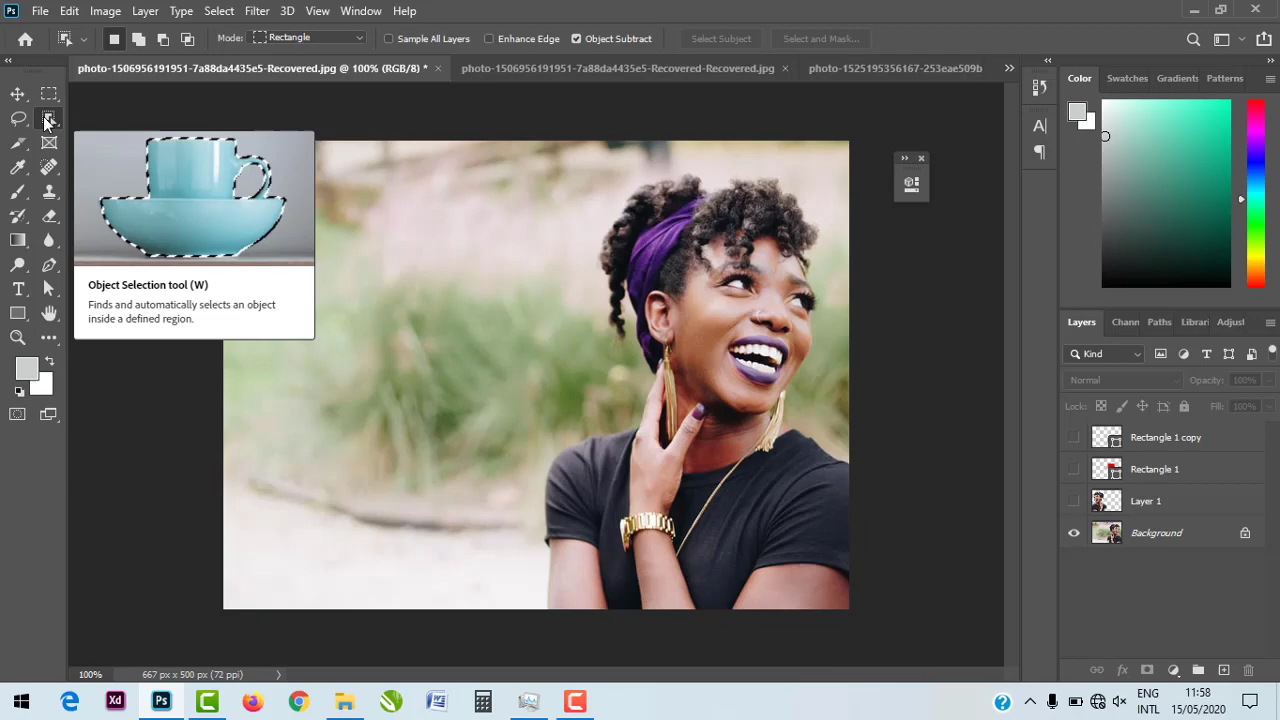 Ps File Edit Image Layer Type Select Filter 3D View Window Help
Mode: Rectangle Sample All Layers Enhance Edge Object Subtract Select Subject Select and Mask...
photo-1506956191951-7a88da4435e5-Recovered.jpg @ 100% (RGB/8) * × photo-1506956191951-7a88da4435e5-Recovered-Recovered.jpg × photo-1525195356167-253eae509b
Color Swatches Gradients Patterns
Object Selection tool (W)
Finds and automatically selects an object
inside a defined region.
Layers Chann Paths Librari Adjust
Kind
Normal Opacity: 100%
Lock: Fill: 100%
Rectangle 1 copy
Rectangle 1
Layer 1
Background
100% 667 px x 500 px (72 ppi)
Xd Ps
ENG
INTL
11:58
15/05/2020